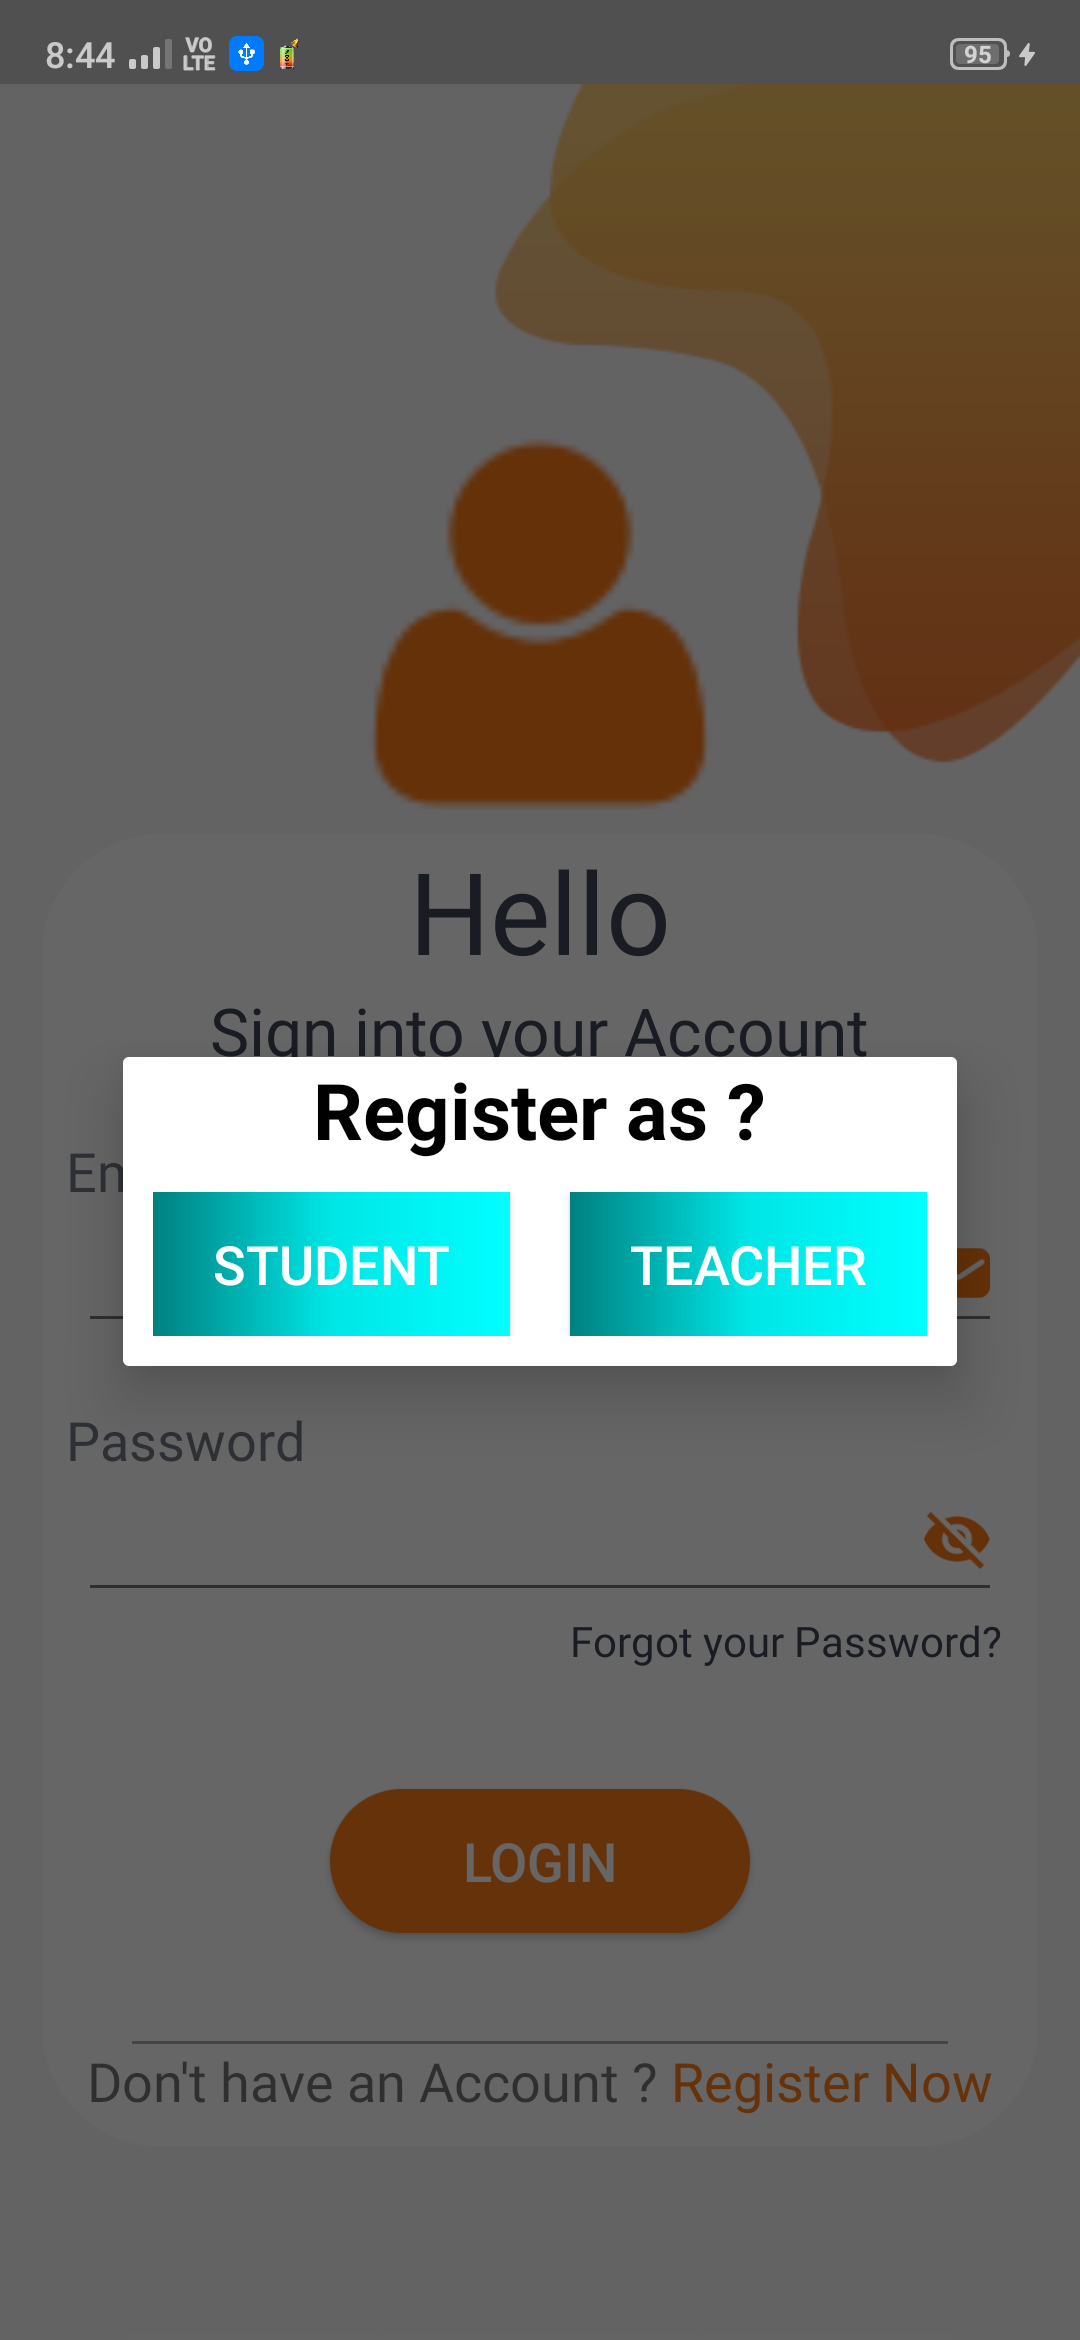 8:44 VO LTE 95
Hello
Sign into your Account
Register as ?
En
STUDENT TEACHER
Password
Forgot your Password?
LOGIN
Don't have an Account ? Register Now